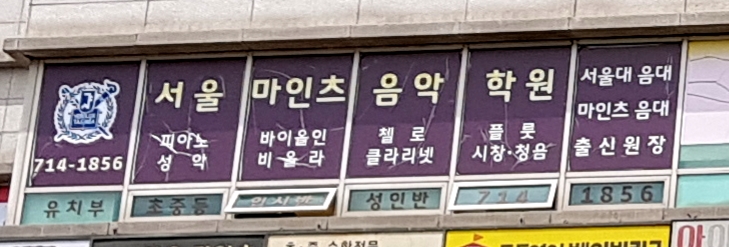 서울 마인츠 음악 학원
714-1856
피아노
성악
바이올인
비올라
첼로
클라리넷
플룻
시창·청음
서울대 음대
마인츠 음대
출신원장
유치부 초중등 입시반 성인반 714 1856